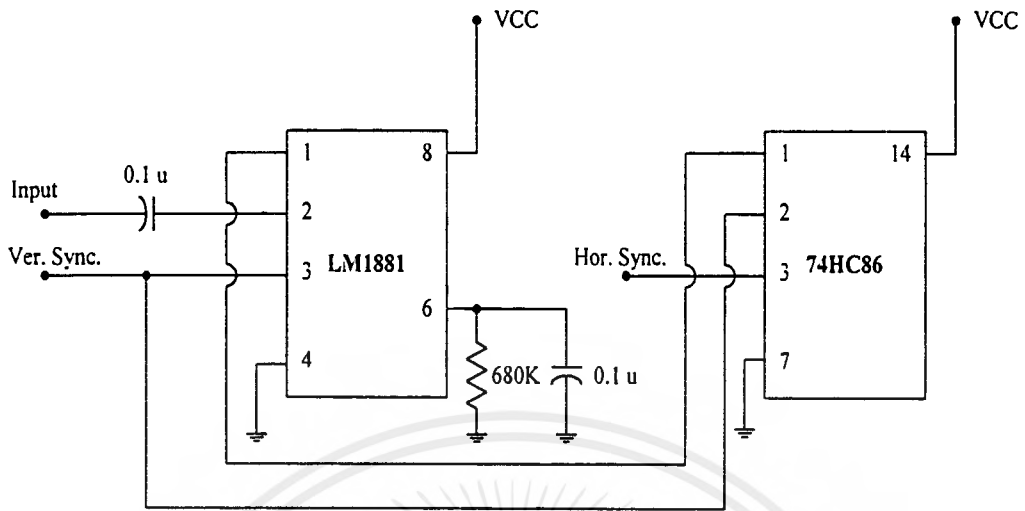 VCC
VCC
1
8
1
14
0.1 u
Input
2
2
Ver. Sync.
3
LM1881
Hor. Sync.
3
74HC86
6
4
680K
0.1 u
7